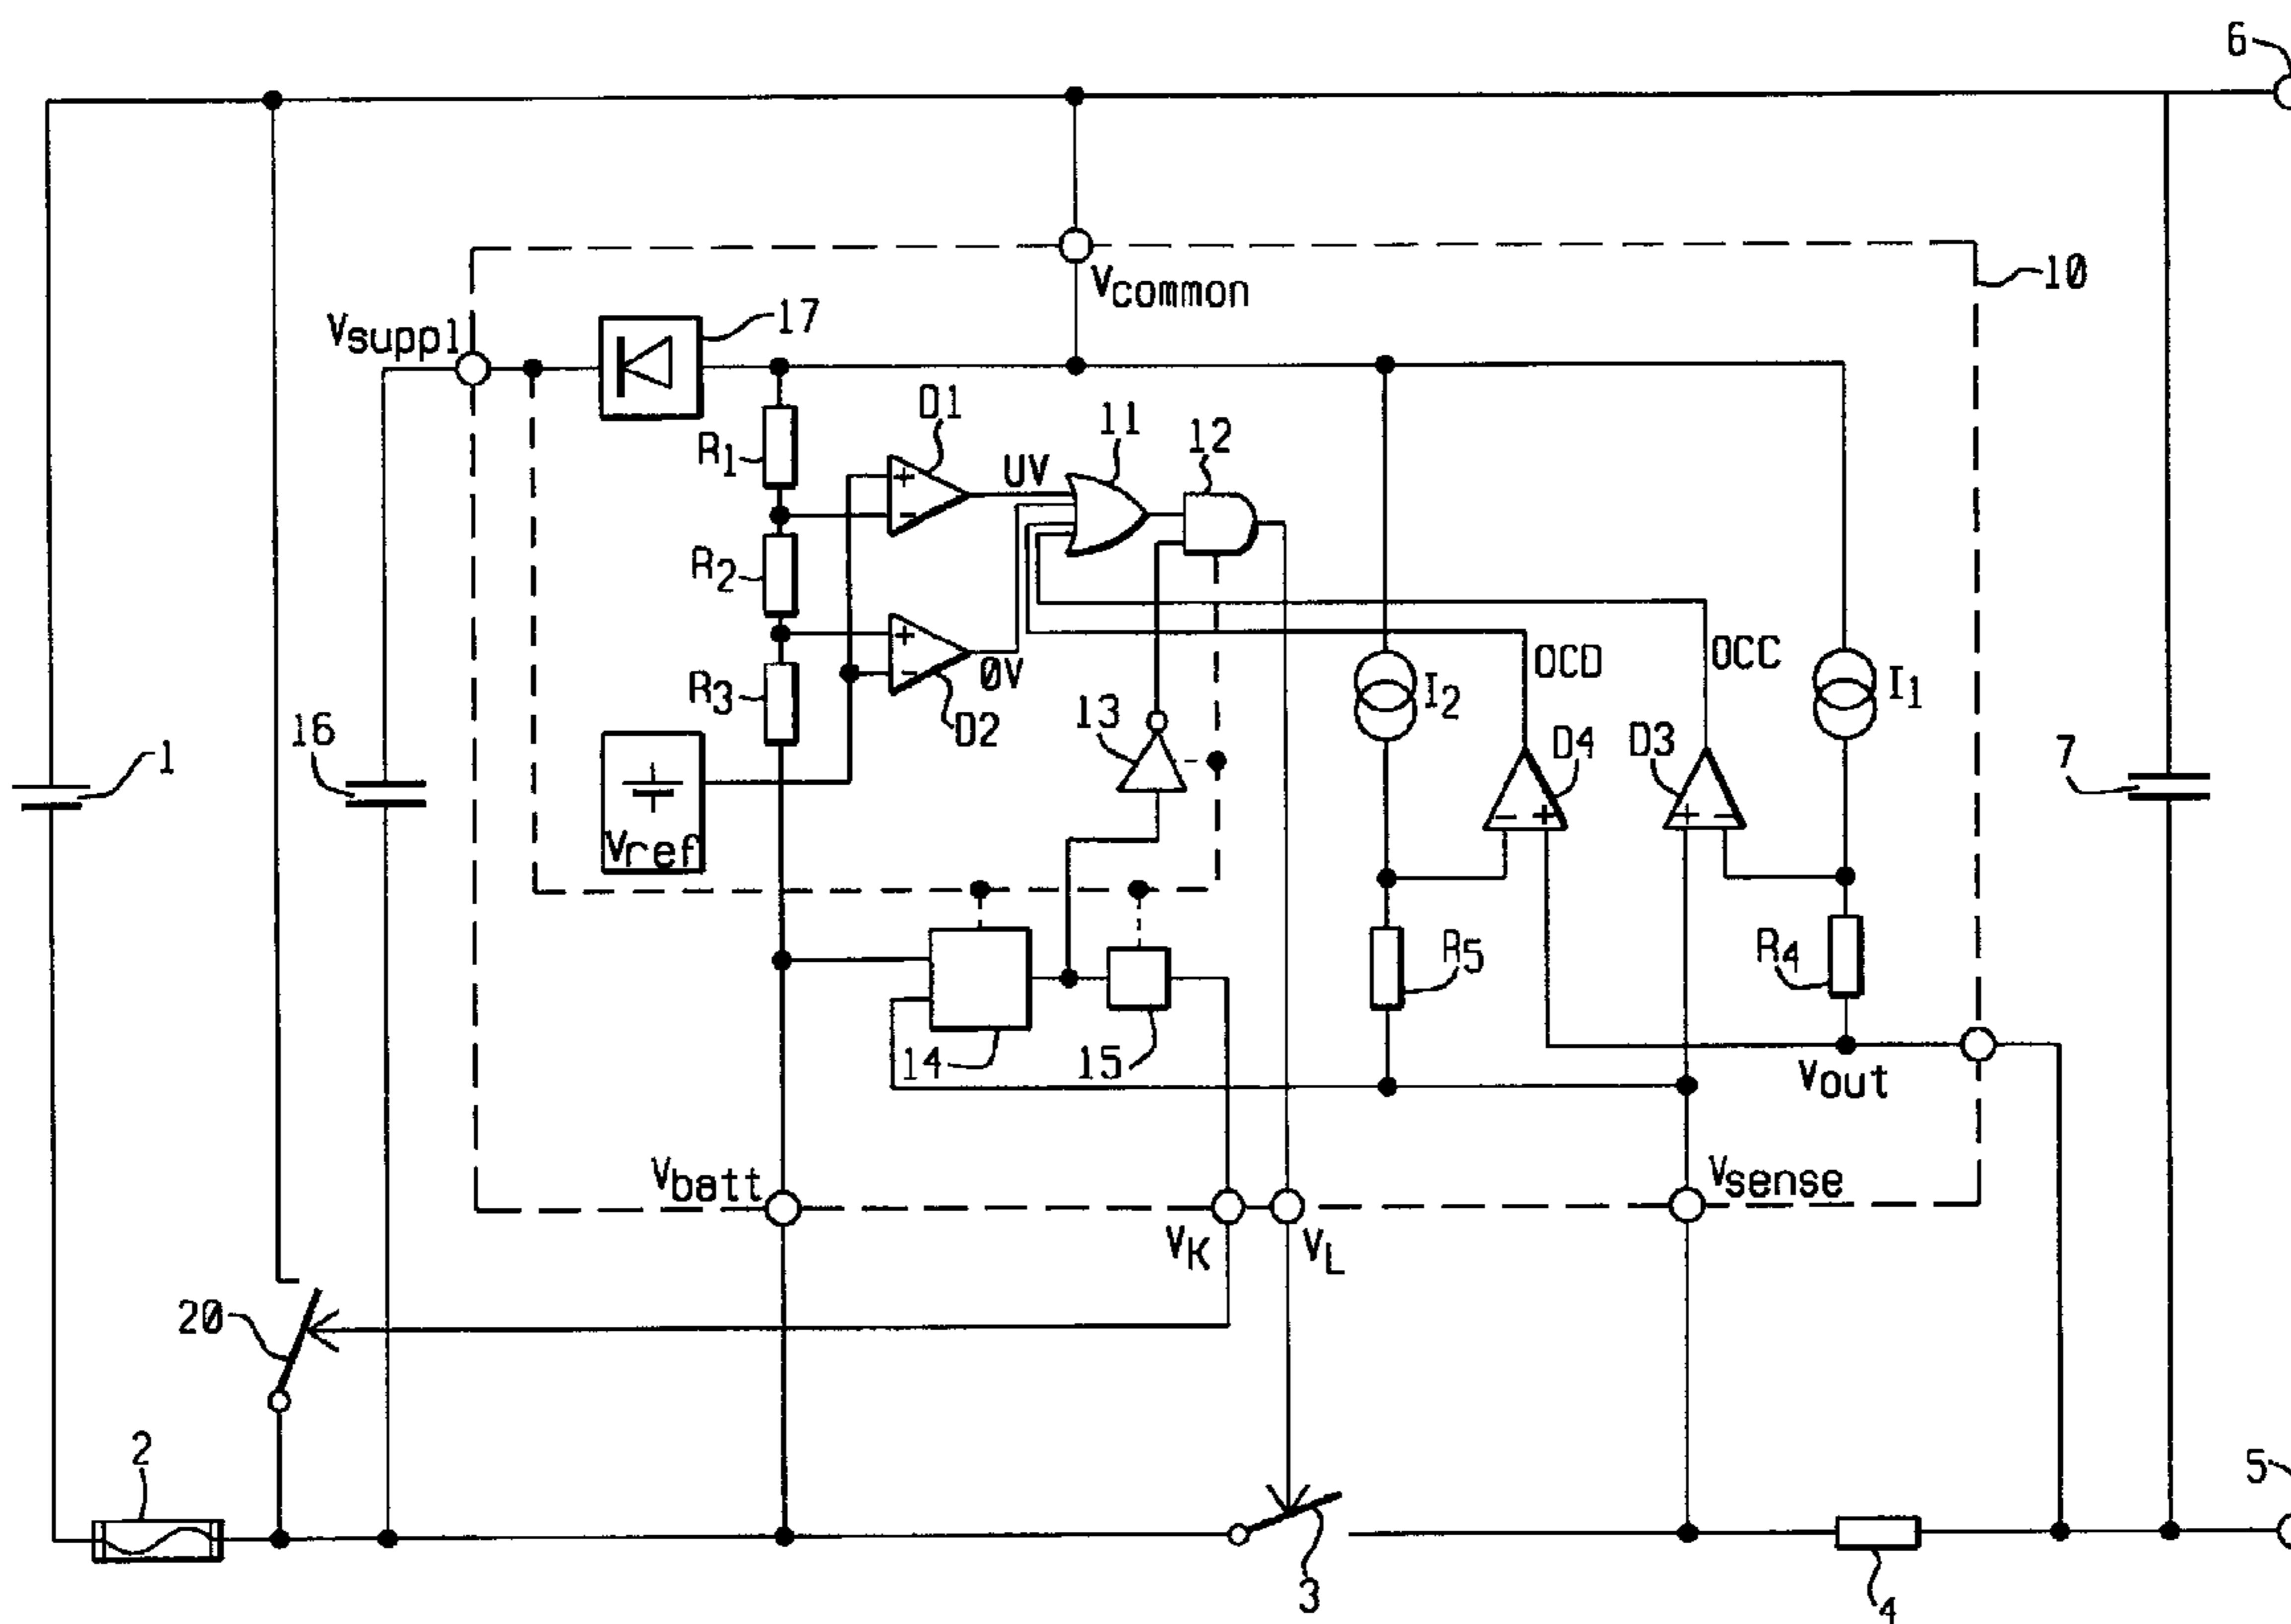 6
10
Vcommon
17
Vsuppl
D1
11
12
R1
UV
R2
0V
OCD
OCC
R3
I2
I1
D2
13
16
1
D4
D3
7
Vref
R5
R4
14
15
Vout
Vbatt
Vsense
VK
VL
20
2
5
3
4